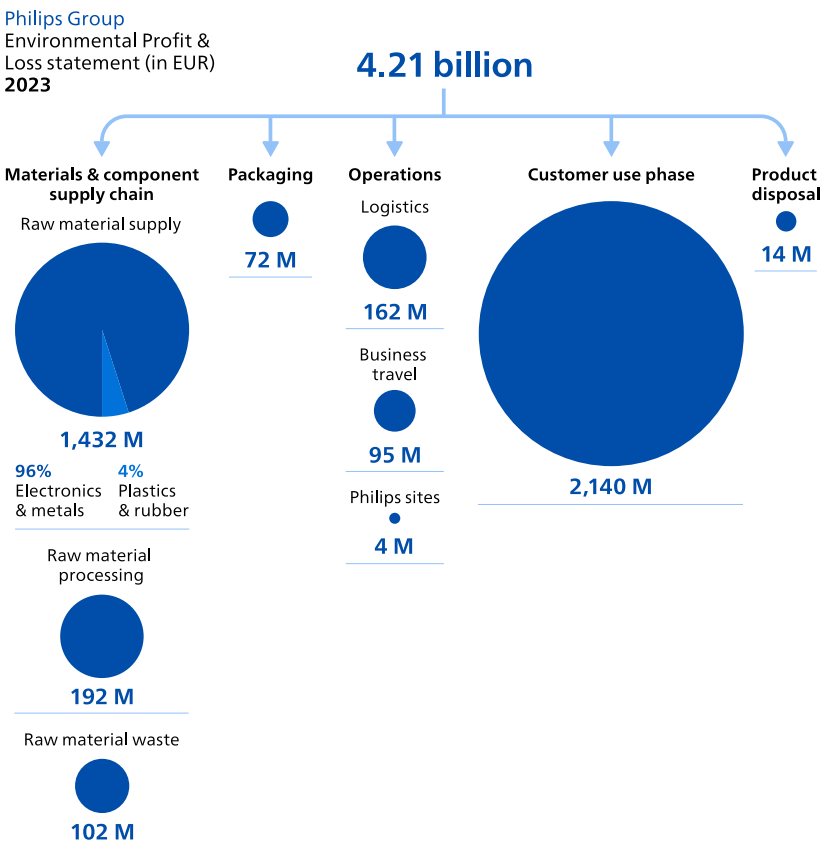 Philips Group
Environmental Profit &
Loss statement (in EUR)
2023
4.21 billion
Materials & component
supply chain
Raw material supply
1,432 M
96%
Electronics
& metals
4%
Plastics
& rubber
Raw material
processing
192 M
Raw material waste
102 M
Packaging
72 M
Operations
Logistics
162 M
Business
travel
95 M
Philips sites
4 M
Customer use phase
2,140 M
Product
disposal
14 M